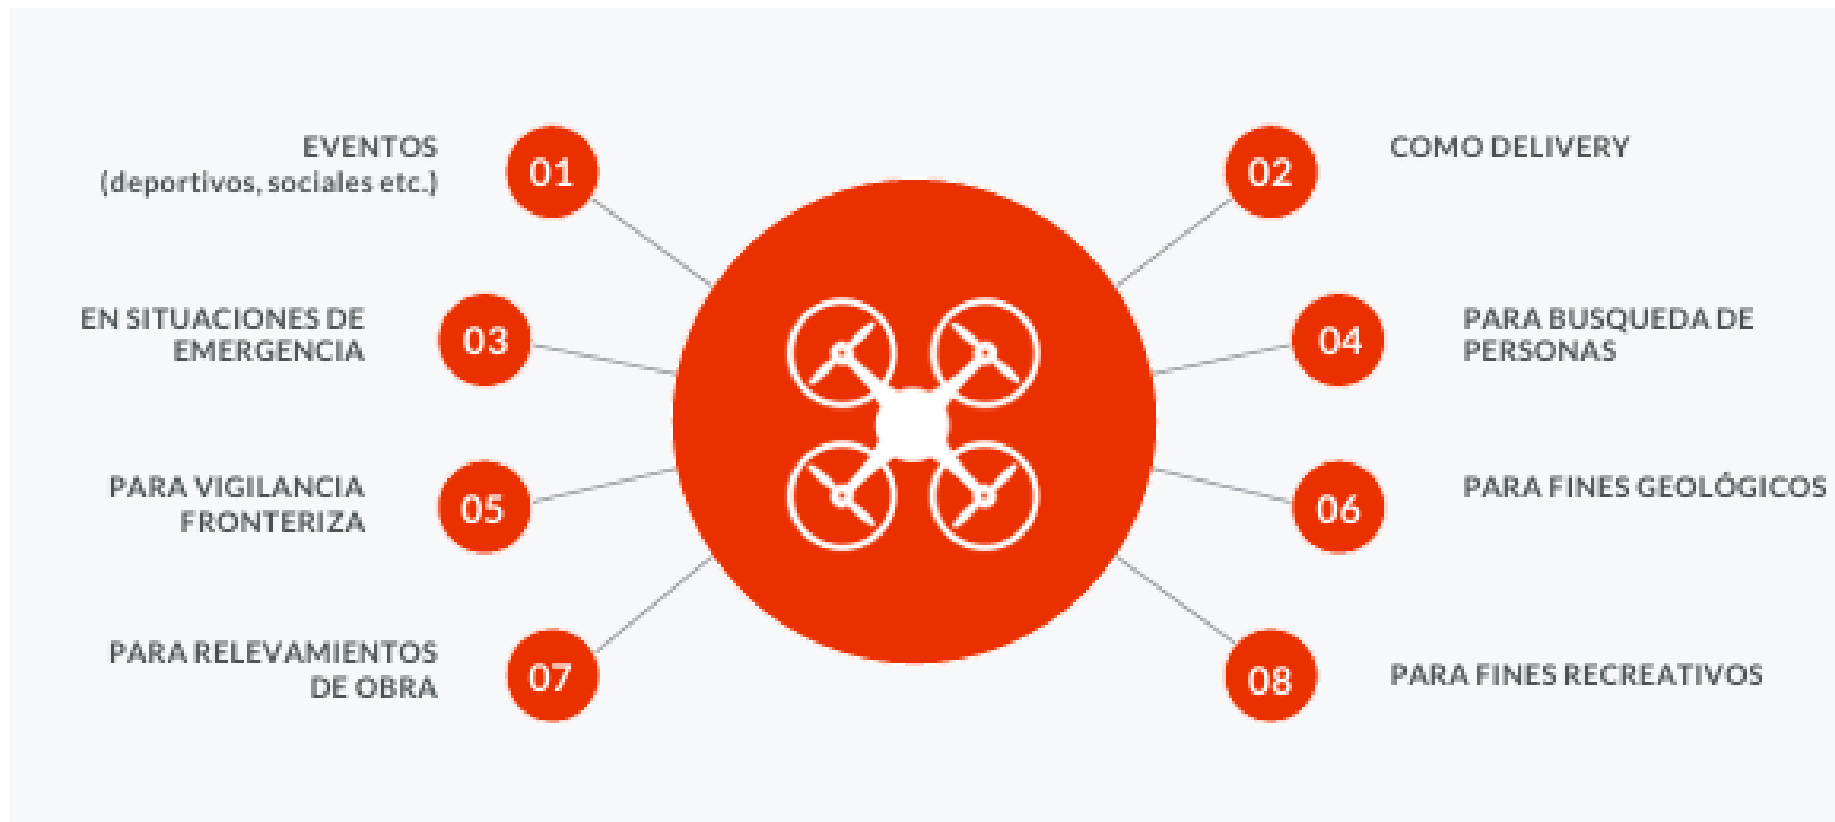 01
EVENTOS
(deportivos, sociales etc.)
02
COMO DELIVERY
03
EN SITUACIONES DE
EMERGENCIA
04
PARA BUSQUEDA DE
PERSONAS
05
PARA VIGILANCIA
FRONTERIZA
06
PARA FINES GEOLÓGICOS
07
PARA RELEVAMIENTOS
DE OBRA
08
PARA FINES RECREATIVOS